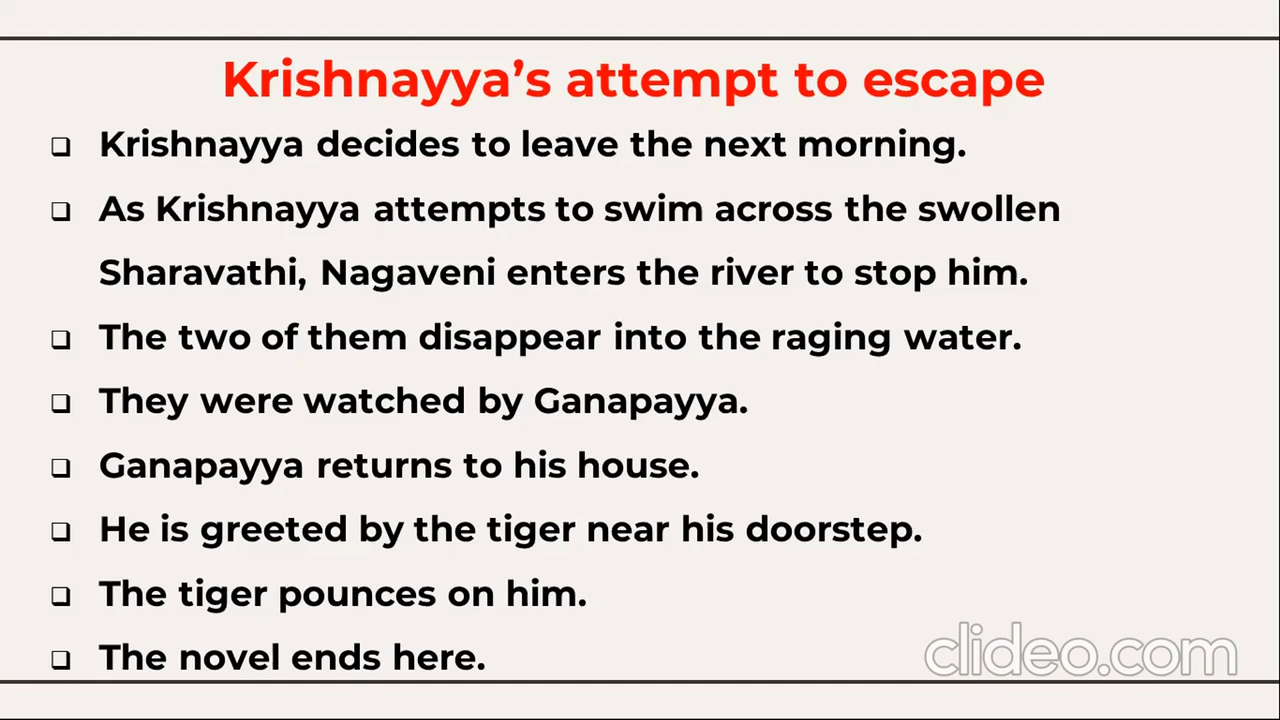 Krishnayya’s attempt to escape
❑ Krishnayya decides to leave the next morning.
❑ As Krishnayya attempts to swim across the swollen
Sharavathi, Nagaveni enters the river to stop him.
❑ The two of them disappear into the raging water.
❑ They were watched by Ganapayya.
❑ Ganapayya returns to his house.
❑ He is greeted by the tiger near his doorstep.
❑ The tiger pounces on him.
❑ The novel ends here.
clideo.com